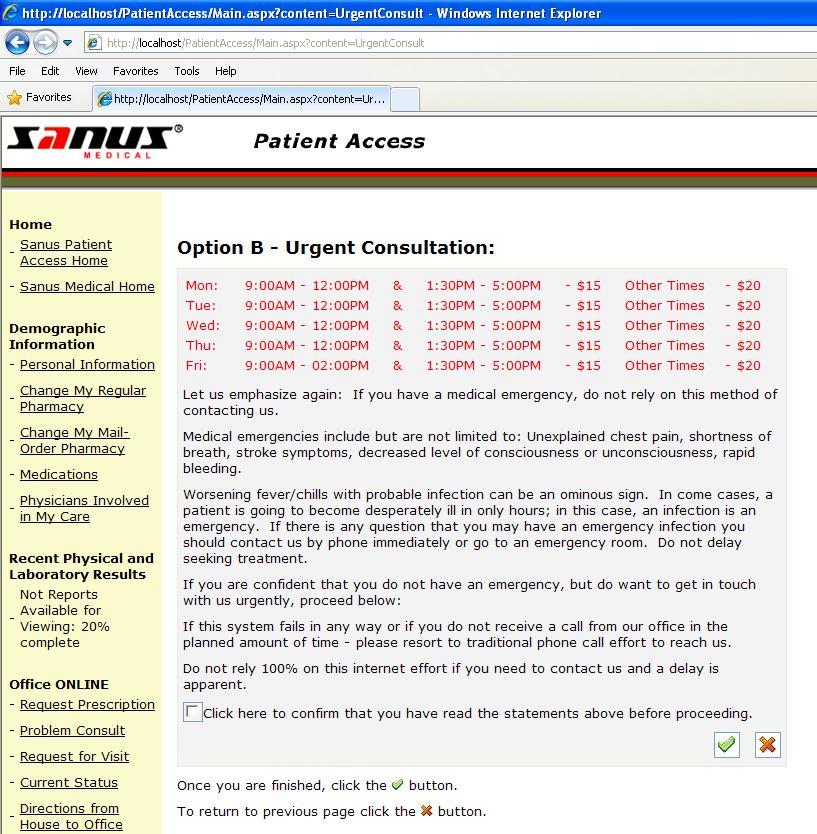 http://localhost/PatientAccess/Main.aspx?content=UrgentConsult - Windows Internet Explorer
http://localhost/PatientAccess/Main.aspx?content=UrgentConsult
File Edit View Favorites Tools Help
Favorites http://localhost/PatientAccess/Main.aspx?content=Ur...
sanus®
MEDICAL
Patient Access
Home
- Sanus Patient
Access Home
- Sanus Medical Home
Demographic
Information
- Personal Information
- Change My Regular
Pharmacy
- Change My Mail-
Order Pharmacy
- Medications
- Physicians Involved
in My Care
Recent Physical and
Laboratory Results
- Not Reports
Available for
Viewing: 20%
complete
Office ONLINE
- Request Prescription
- Problem Consult
- Request for Visit
- Current Status
- Directions from
House to Office
Option B - Urgent Consultation:
Mon: 9:00AM - 12:00PM & 1:30PM - 5:00PM - $15 Other Times - $20
Tue: 9:00AM - 12:00PM & 1:30PM - 5:00PM - $15 Other Times - $20
Wed: 9:00AM - 12:00PM & 1:30PM - 5:00PM - $15 Other Times - $20
Thu: 9:00AM - 12:00PM & 1:30PM - 5:00PM - $15 Other Times - $20
Fri: 9:00AM - 02:00PM & 1:30PM - 5:00PM - $15 Other Times - $20
Let us emphasize again: If you have a medical emergency, do not rely on this method of
contacting us.
Medical emergencies include but are not limited to: Unexplained chest pain, shortness of
breath, stroke symptoms, decreased level of consciousness or unconsciousness, rapid
bleeding.
Worsening fever/chills with probable infection can be an ominous sign. In come cases, a
patient is going to become desperately ill in only hours; in this case, an infection is an
emergency. If there is any question that you may have an emergency infection you
should contact us by phone immediately or go to an emergency room. Do not delay
seeking treatment.
If you are confident that you do not have an emergency, but do want to get in touch
with us urgently, proceed below:
If this system fails in any way or if you do not receive a call from our office in the
planned amount of time - please resort to traditional phone call effort to reach us.
Do not rely 100% on this internet effort if you need to contact us and a delay is
apparent.
Click here to confirm that you have read the statements above before proceeding.
Once you are finished, click the button.
To return to previous page click the button.